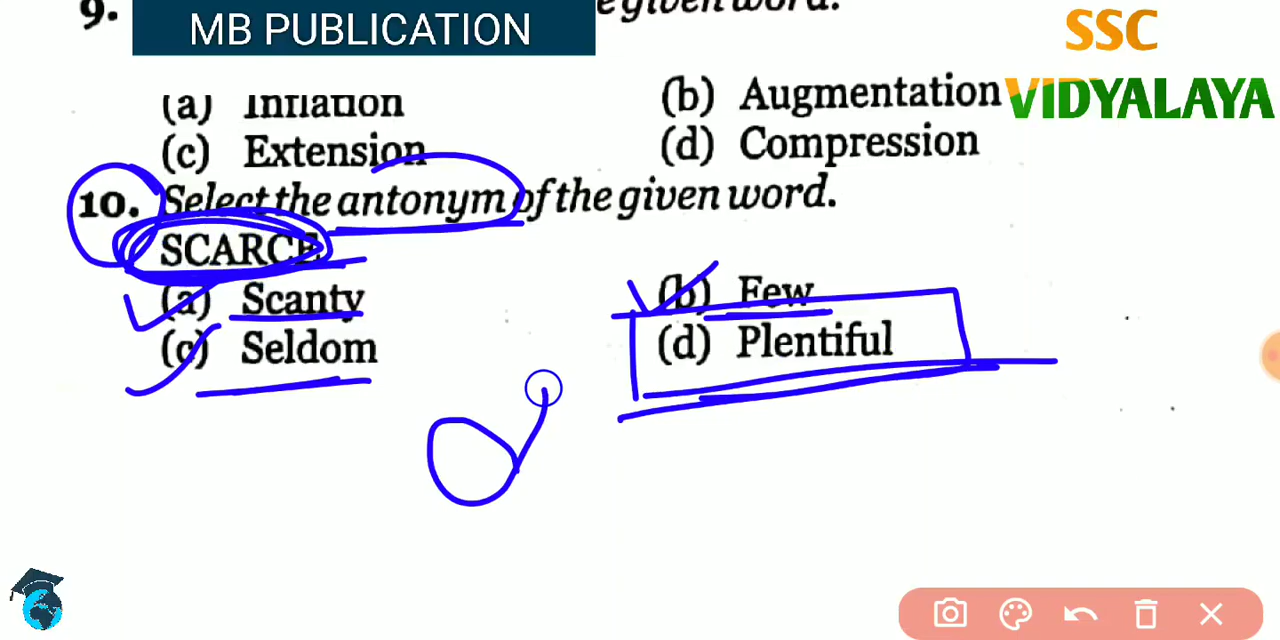 9.
MB PUBLICATION
e given word.
SSC
VIDYALAYA
(a) Inflation
(b) Augmentation
(c) Extension
(d) Compression
10. Select the antonym of the given word.
SCARCE
(a) Scanty
(b) Few
(c) Seldom
(d) Plentiful